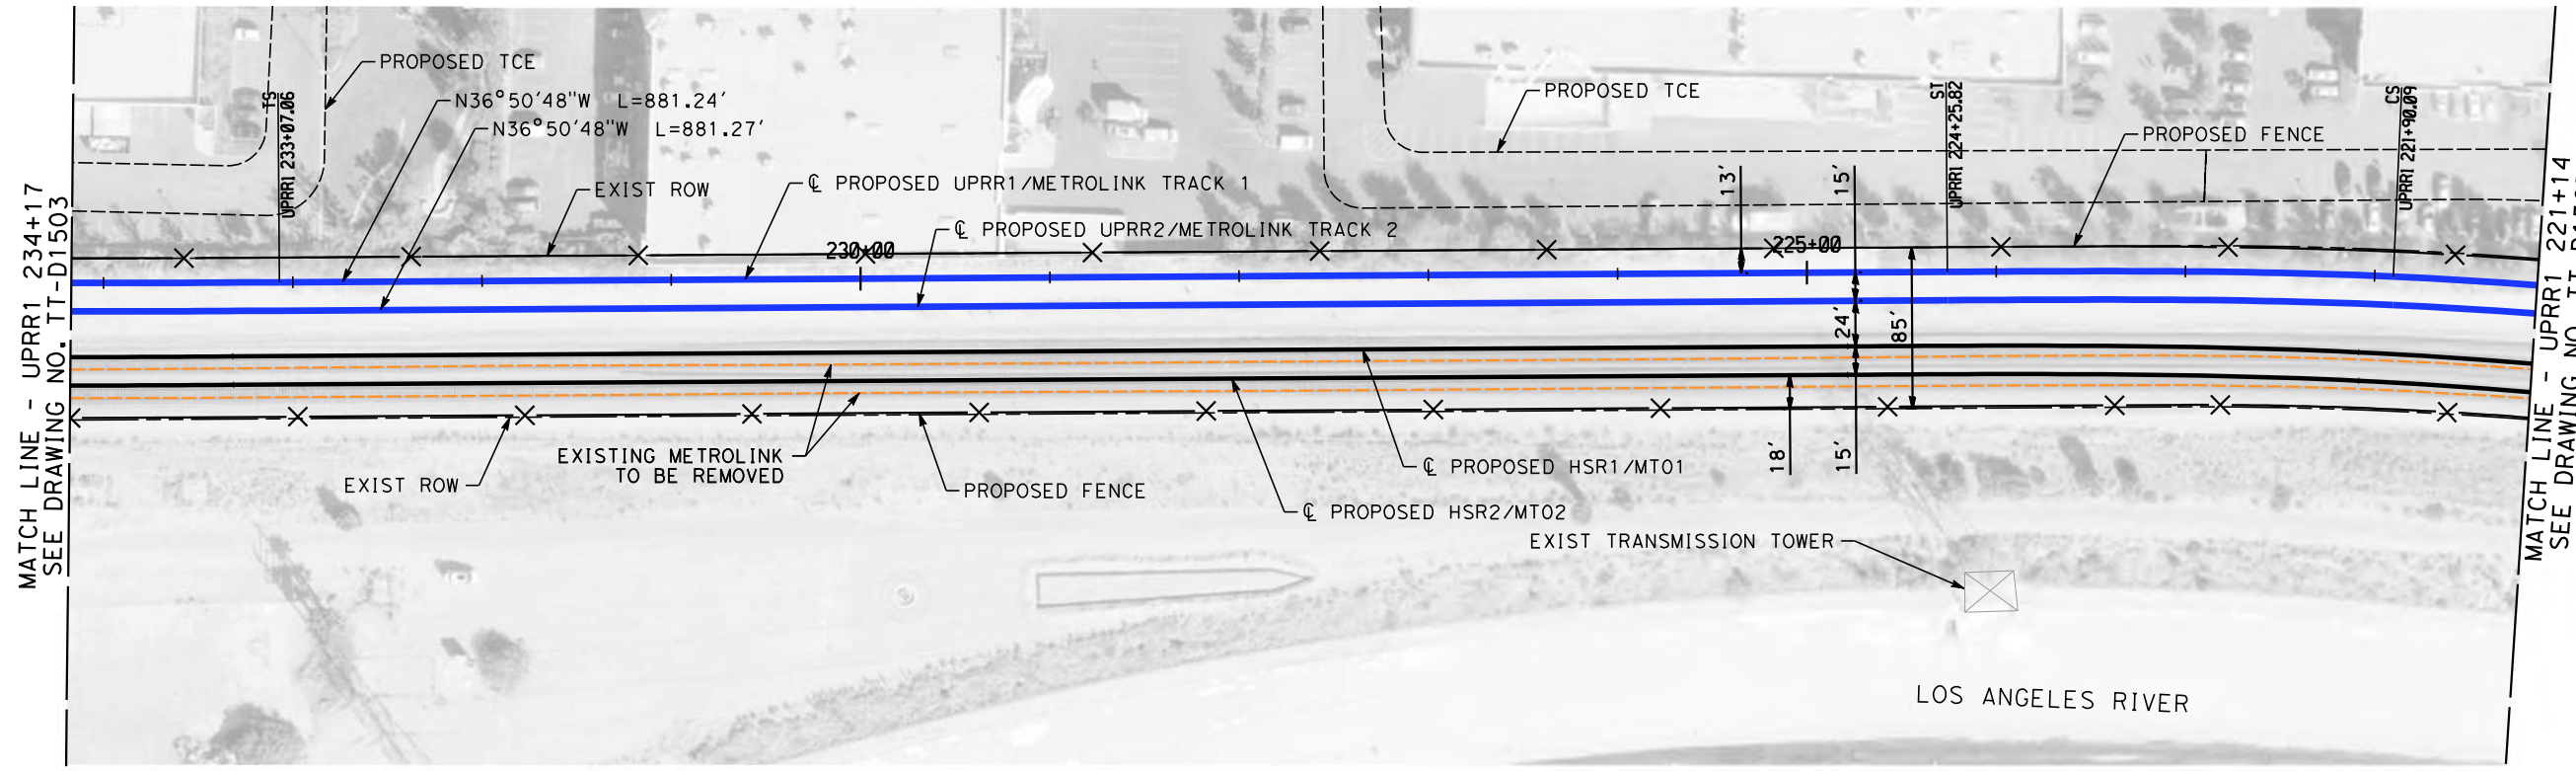 PROPOSED TCE
N36°50'48"W L=881.24'
N36°50'48"W L=881.27'
EXIST ROW
℄ PROPOSED UPRR1/METROLINK TRACK 1
℄ PROPOSED UPRR2/METROLINK TRACK 2
PROPOSED TCE
PROPOSED FENCE
TS
UPRR1 233+07.06
ST
UPRR1 224+25.82
CS
UPRR1 221+90.09
230+00
225+00
13'
15'
24'
85'
18'
15'
MATCH LINE - UPRR1 234+17
SEE DRAWING NO. TT-D1503
MATCH LINE - UPRR1 221+14
SEE DRAWING NO.
EXISTING METROLINK
TO BE REMOVED
EXIST ROW
PROPOSED FENCE
℄ PROPOSED HSR1/MT01
℄ PROPOSED HSR2/MT02
EXIST TRANSMISSION TOWER
LOS ANGELES RIVER